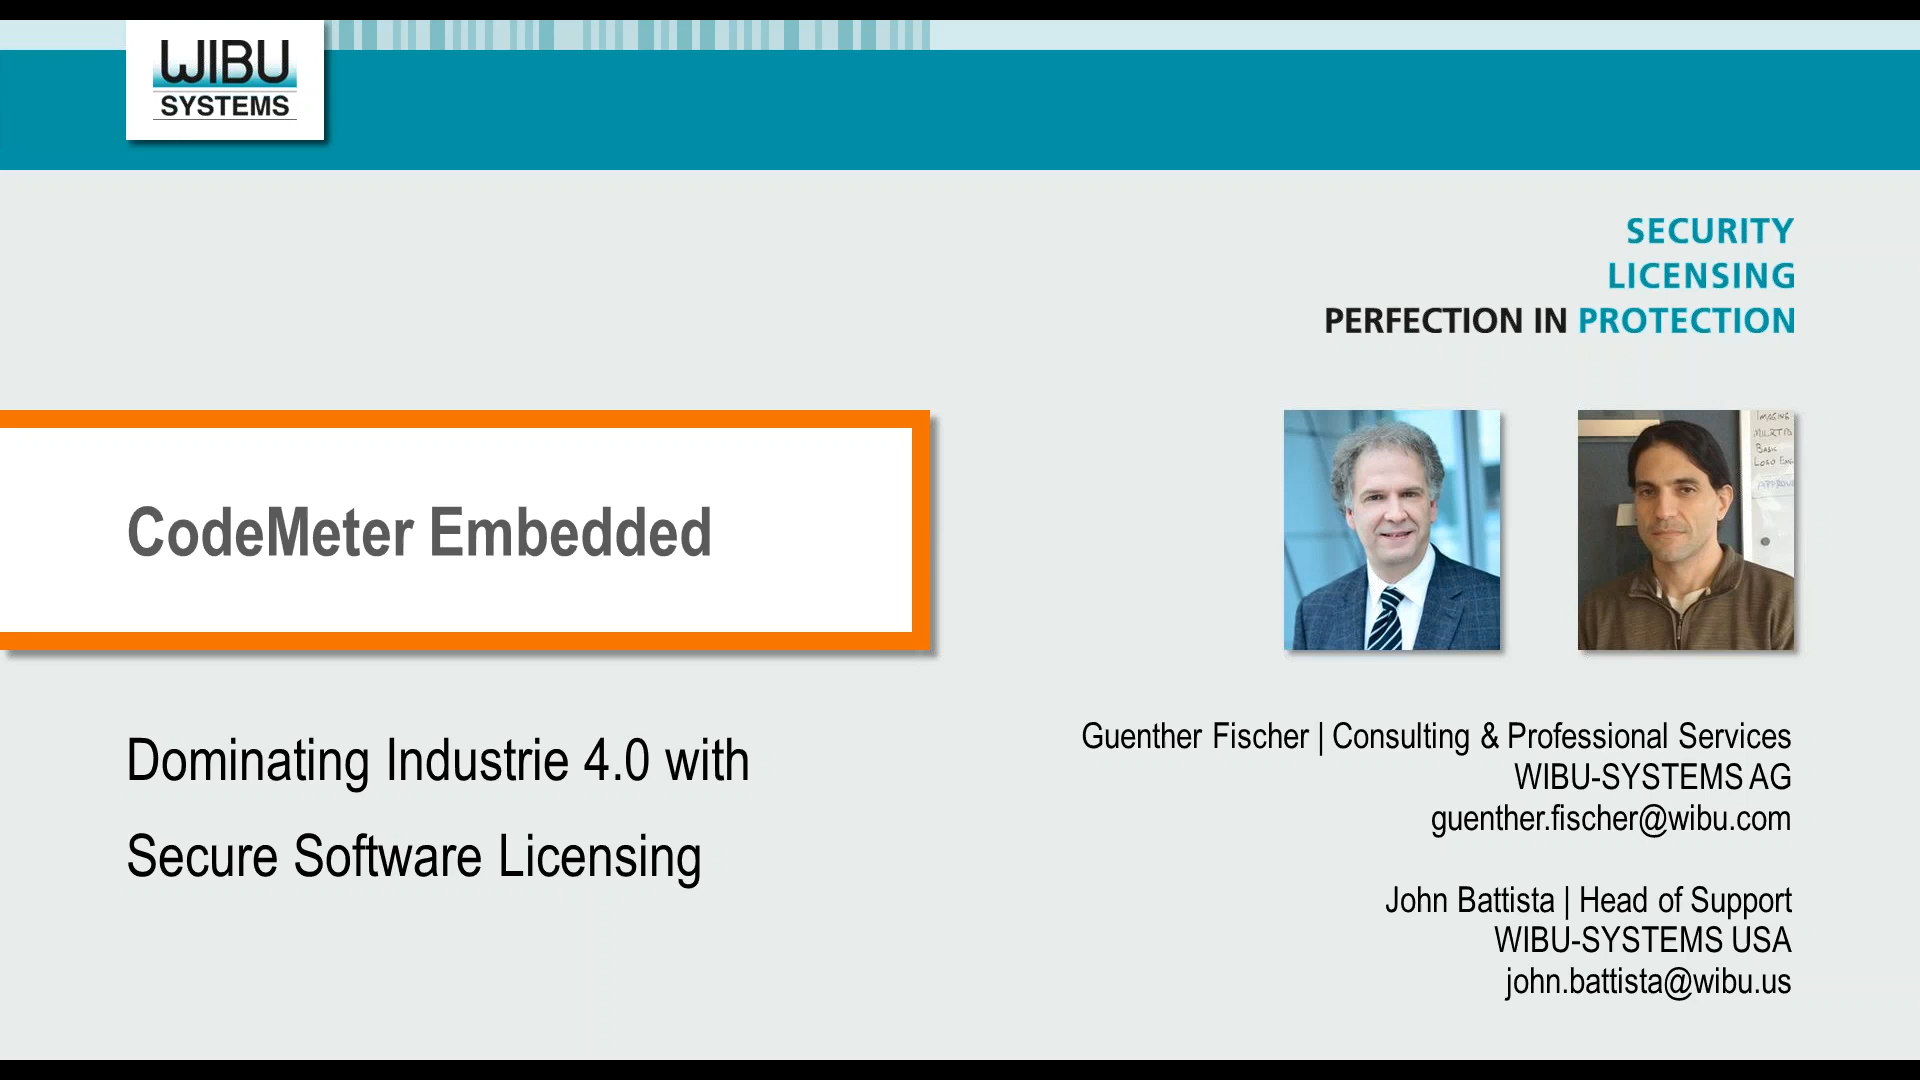 WIBU
SYSTEMS
SECURITY
LICENSING
PERFECTION IN PROTECTION
IMAGING
BASIC
CodeMeter Embedded
Dominating Industrie 4.0 with
Secure Software Licensing
Guenther Fischer | Consulting & Professional Services
WIBU-SYSTEMS AG
guenther.fischer@wibu.com
John Battista | Head of Support
WIBU-SYSTEMS USA
john.battista@wibu.us